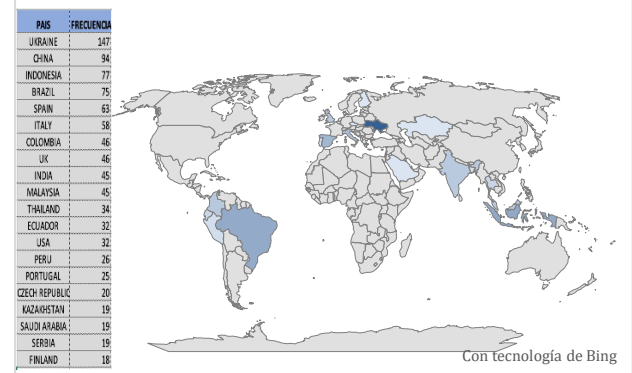 PAIS FRECUENCIA
UKRAINE 147
CHINA 94
INDONESIA 77
BRAZIL 75
SPAIN 63
ITALY 58
COLOMBIA 46
UK 46
INDIA 45
MALAYSIA 45
THAILAND 34
ECUADOR 32
USA 32
PERU 26
PORTUGAL 25
CZECH REPUBLIC 20
KAZAKHSTAN 19
SAUDI ARABIA 19
SERBIA 19
FINLAND 18
Con tecnología de Bing